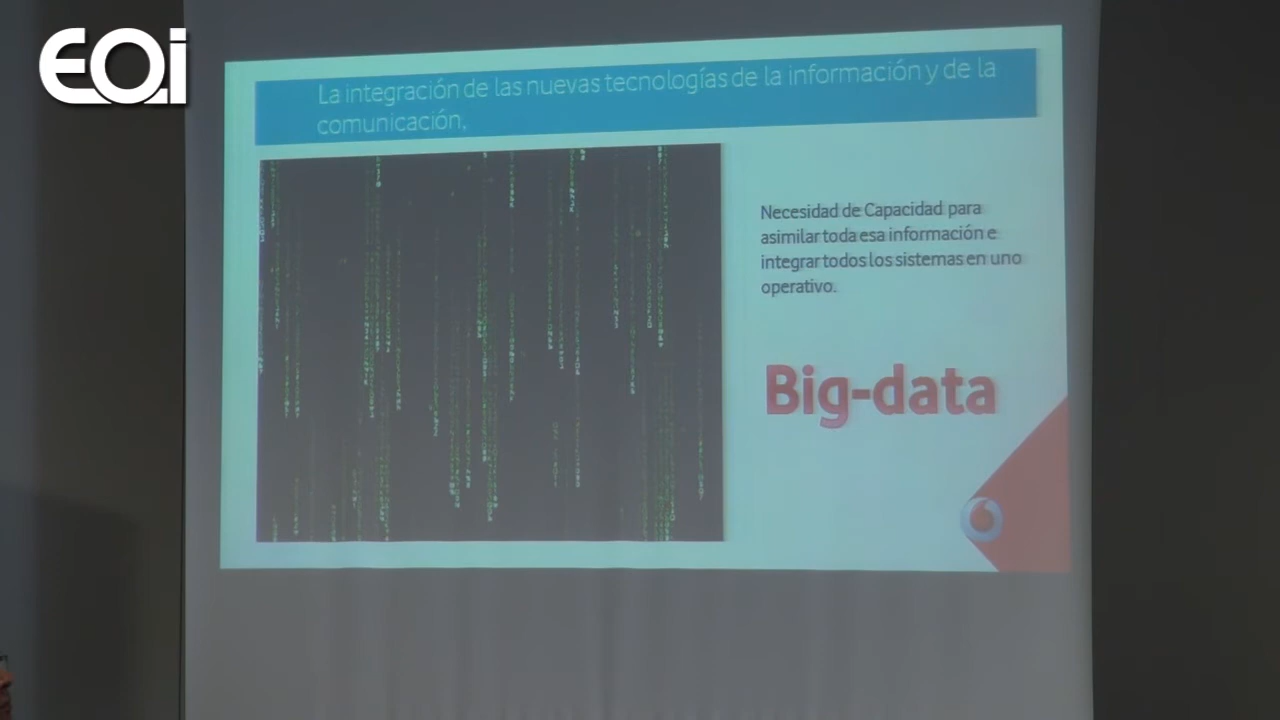 EOi
La integración de las nuevas tecnologías de la información y de la
comunicación,
Necesidad de Capacidad para
asimilar toda esa información e
integrar todos los sistemas en uno
operativo.
Big-data